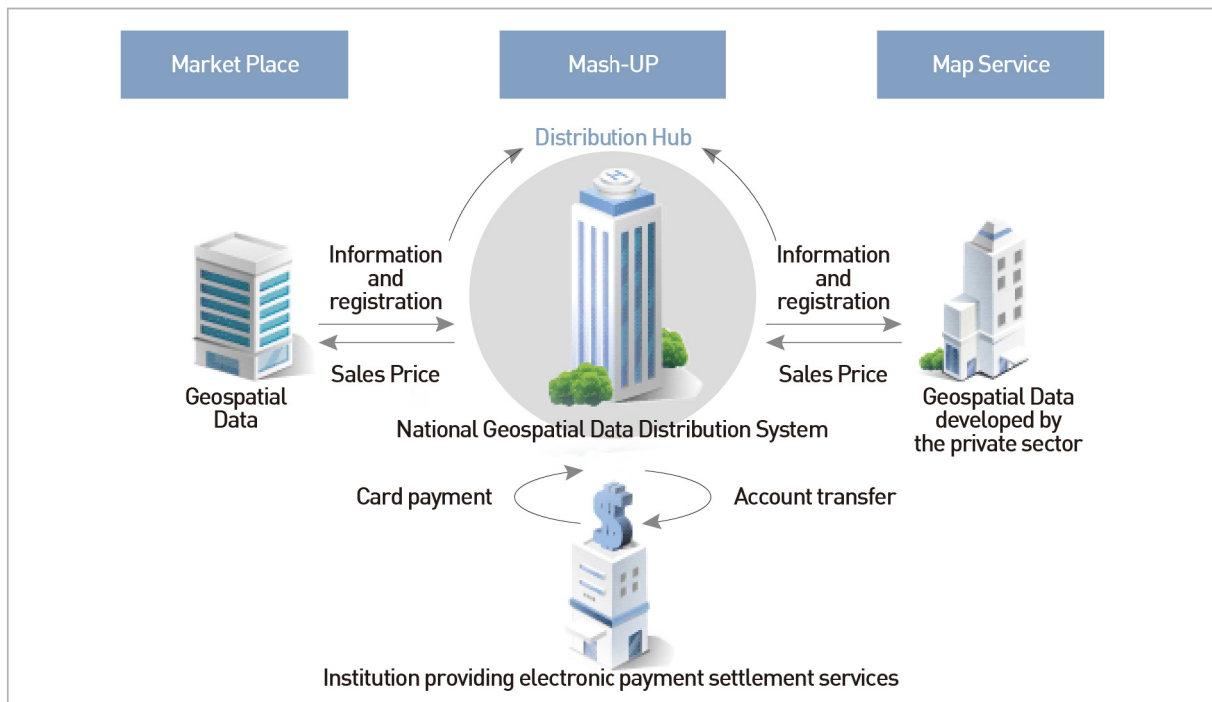 Market Place
Mash-UP
Map Service
Distribution Hub
Information
and
registration
Information
and
registration
Sales Price
Sales Price
Geospatial
Data
Geospatial Data
developed by
the private sector
National Geospatial Data Distribution System
Card payment
Account transfer
Institution providing electronic payment settlement services